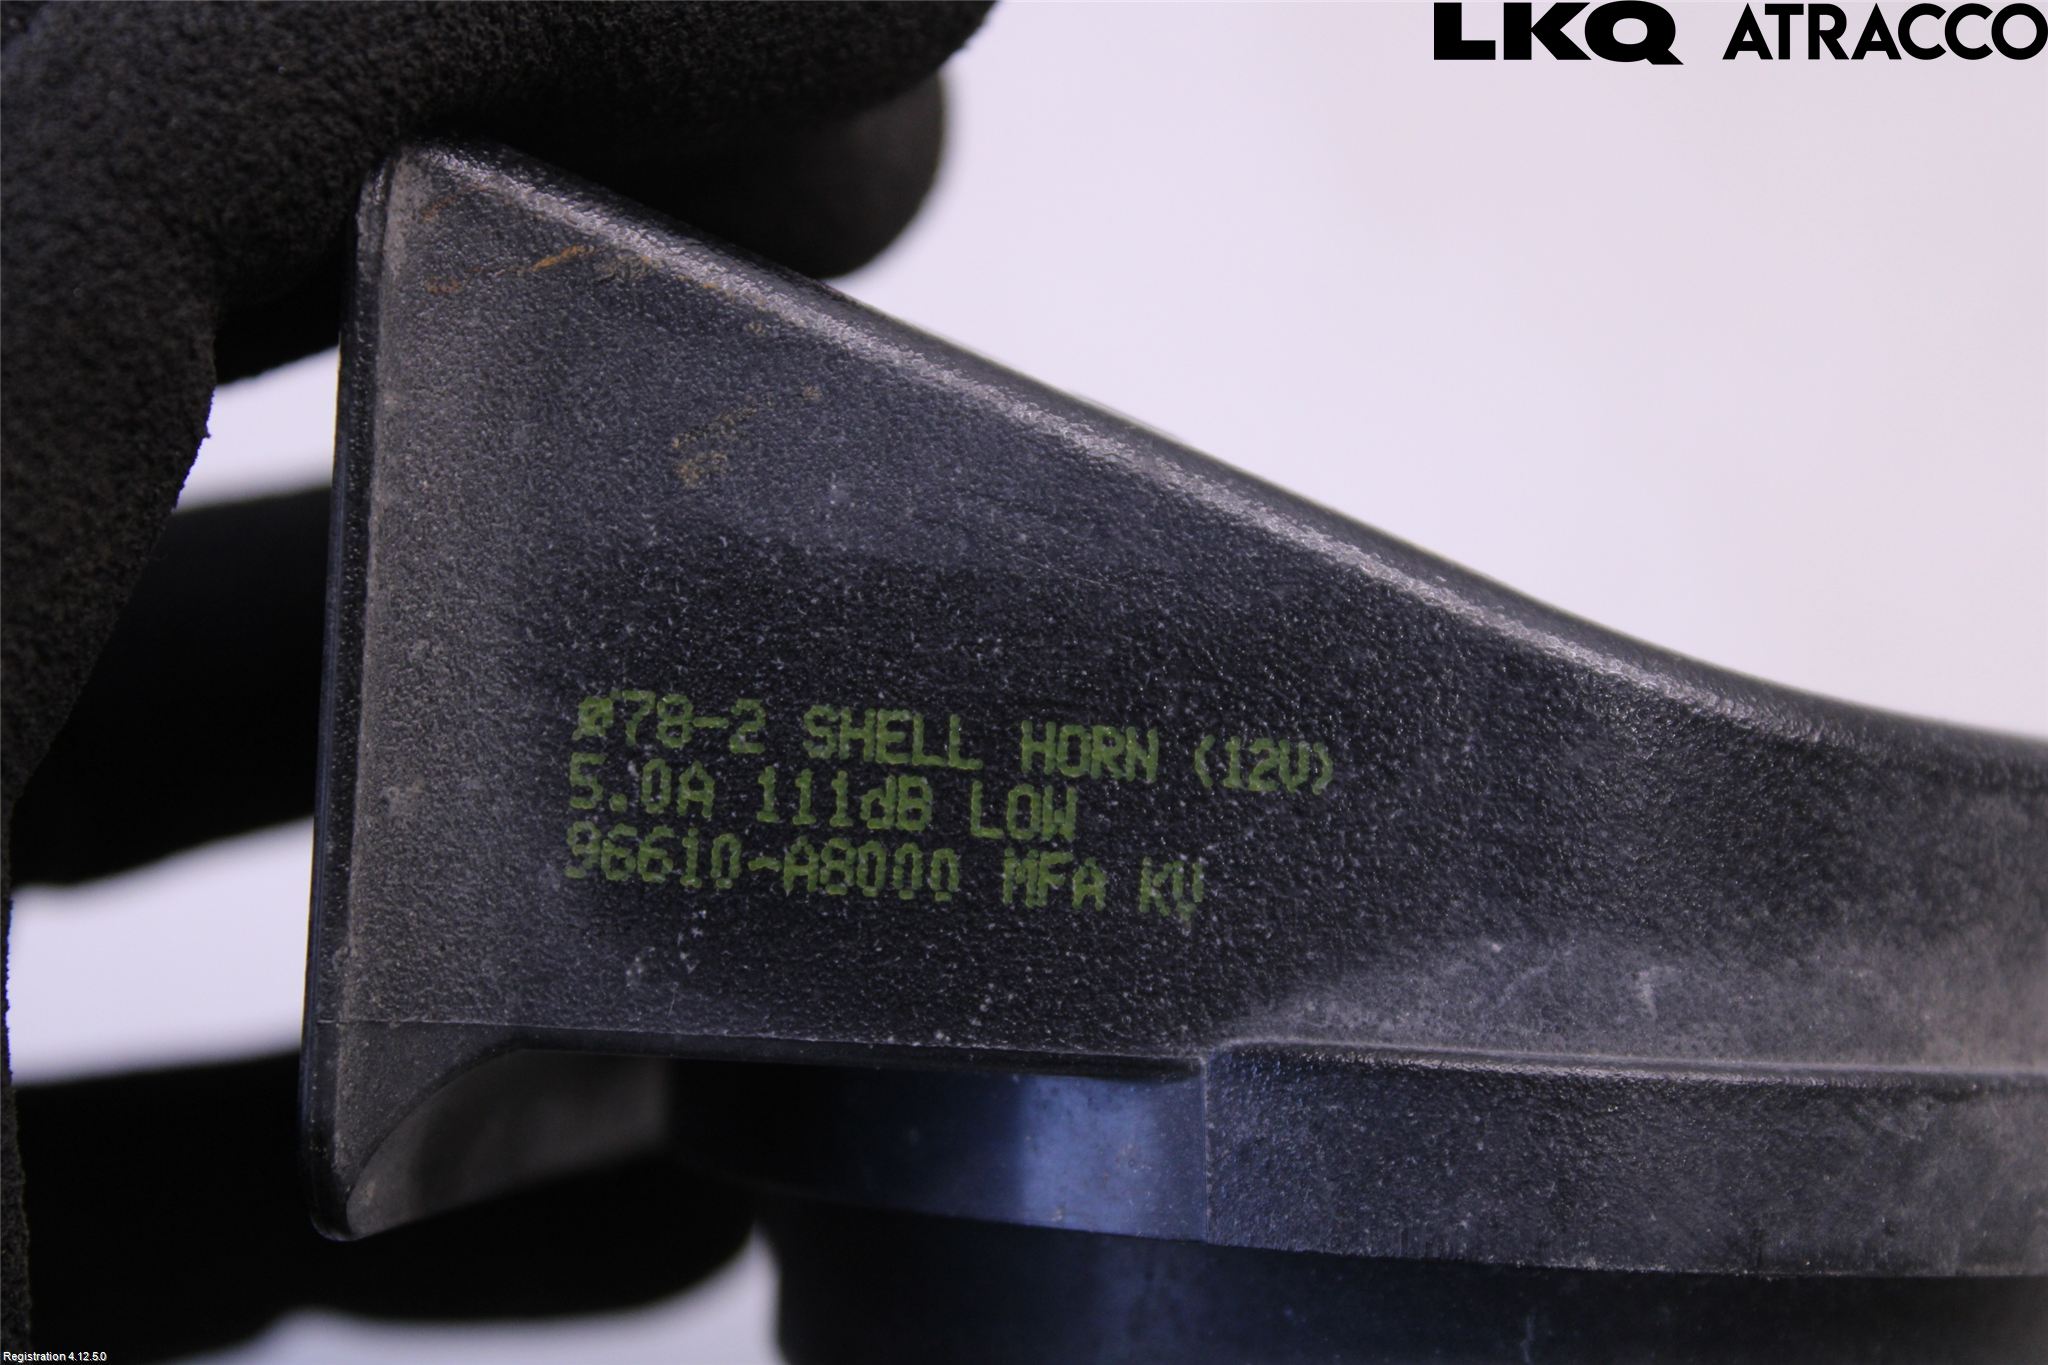 LKQ ATRACCO
ø78-2 SHELL HORN (12V)
5.0A 111dB LOW
96610-A8000 MFA KV
Registration 4.12.5.0